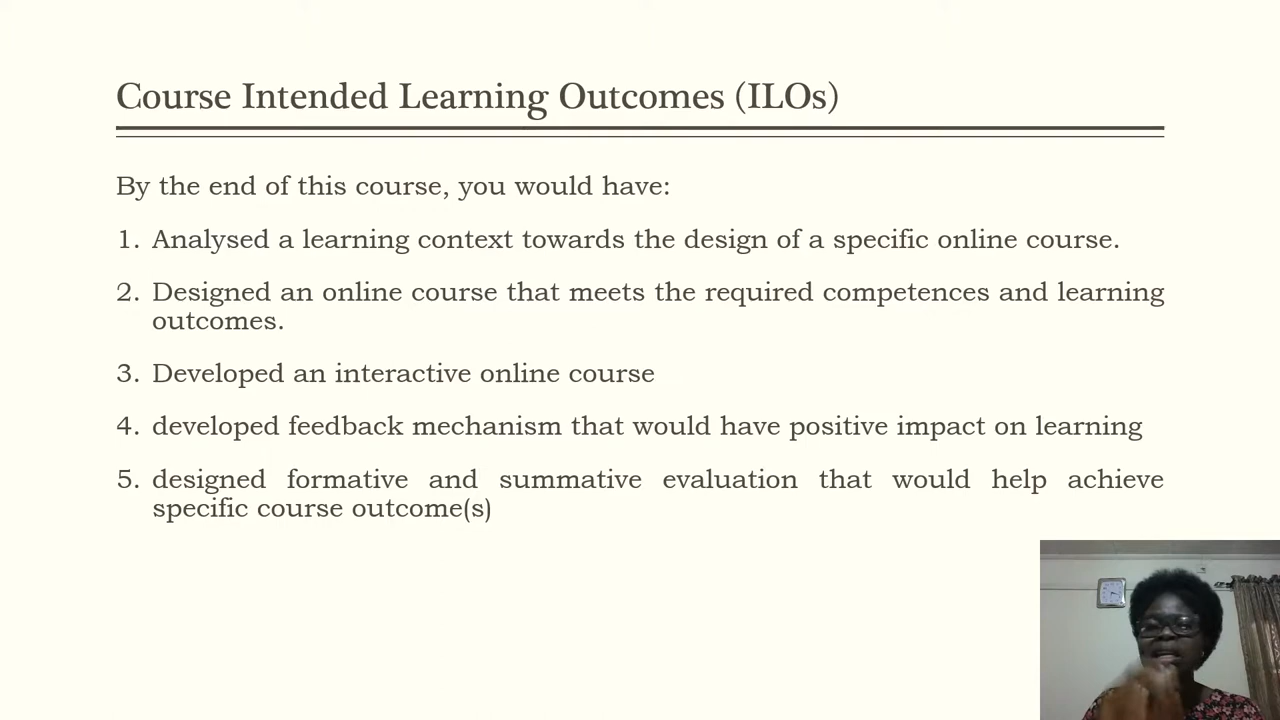 Course Intended Learning Outcomes (ILOs)
By the end of this course, you would have:
1. Analysed a learning context towards the design of a specific online course.
2. Designed an online course that meets the required competences and learning
outcomes.
3. Developed an interactive online course
4. developed feedback mechanism that would have positive impact on learning
5. designed formative and summative evaluation that would help achieve
specific course outcome(s)